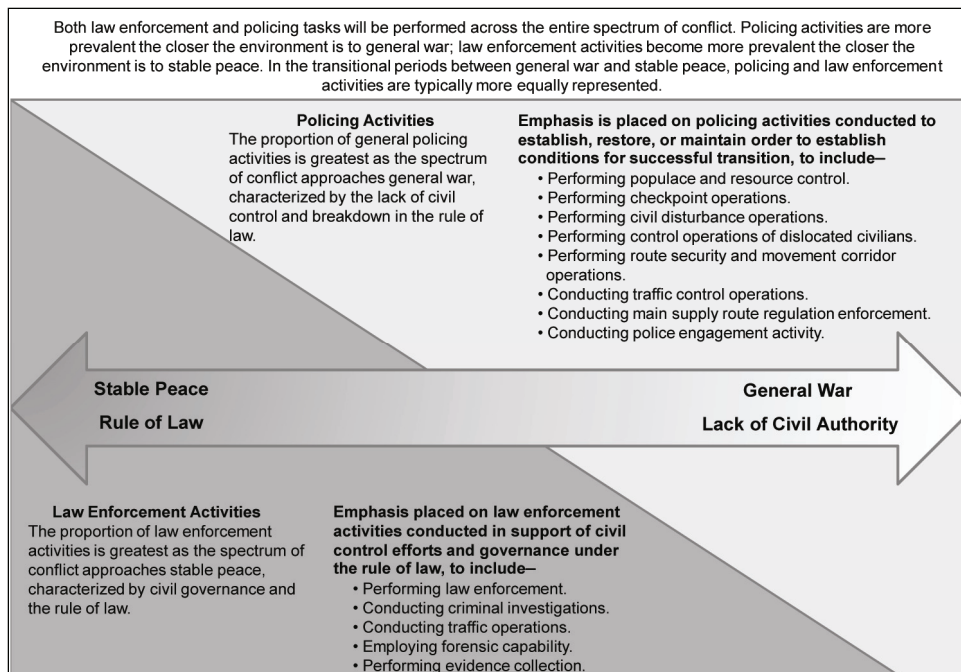 Both law enforcement and policing tasks will be performed across the entire spectrum of conflict. Policing activities are more
prevalent the closer the environment is to general war; law enforcement activities become more prevalent the closer the
environment is to stable peace. In the transitional periods between general war and stable peace, policing and law enforcement
activities are typically more equally represented.
Policing Activities
The proportion of general policing
activities is greatest as the spectrum
of conflict approaches general war,
characterized by the lack of civil
control and breakdown in the rule of
law.
Emphasis is placed on policing activities conducted to
establish, restore, or maintain order to establish
conditions for successful transition, to include–
• Performing populace and resource control.
• Performing checkpoint operations.
• Performing civil disturbance operations.
• Performing control operations of dislocated civilians.
• Performing route security and movement corridor
operations.
• Conducting traffic control operations.
• Conducting main supply route regulation enforcement.
• Conducting police engagement activity.
Stable Peace
Rule of Law
General War
Lack of Civil Authority
Law Enforcement Activities
The proportion of law enforcement
activities is greatest as the spectrum of
conflict approaches stable peace,
characterized by civil governance and
the rule of law.
Emphasis placed on law enforcement
activities conducted in support of civil
control efforts and governance under
the rule of law, to include–
• Performing law enforcement.
• Conducting criminal investigations.
• Conducting traffic operations.
• Employing forensic capability.
• Performing evidence collection.